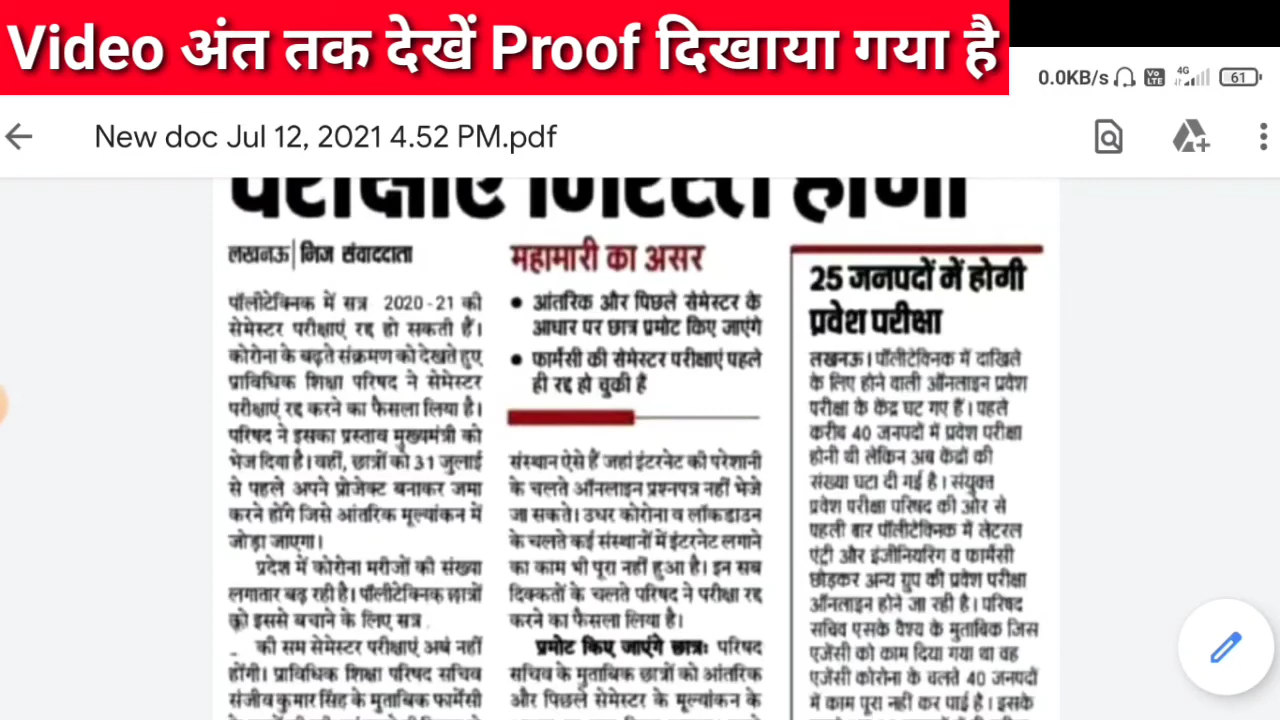 Video अंत तक देखें Proof दिखाया गया है
0.0KB/s Vo LTE 4G 61
New doc Jul 12, 2021 4.52 PM.pdf
परीक्षाएं निरस्त होंगी
लखनऊ | निज संवाददाता
पॉलीटेक्निक में सत्र 2020-21 की
सेमेस्टर परीक्षाएं रद्द हो सकती हैं।
कोरोना के बढ़ते संक्रमण को देखते हुए
प्राविधिक शिक्षा परिषद ने सेमेस्टर
परीक्षाएं रद्द करने का फैसला लिया है।
परिषद ने इसका प्रस्ताव मुख्यमंत्री को
भेज दिया है। वहीं, छात्रों को 31 जुलाई
से पहले अपने प्रोजेक्ट बनाकर जमा
करने होंगे जिसे आंतरिक मूल्यांकन में
जोड़ा जाएगा।
प्रदेश में कोरोना मरीजों की संख्या
लगातार बढ़ रही है। पॉलीटेक्निक छात्रों
को इससे बचाने के लिए सत्र
की सम सेमेस्टर परीक्षाएं अब नहीं
होंगी। प्राविधिक शिक्षा परिषद सचिव
संजीव कुमार सिंह के मुताबिक फार्मेसी
महामारी का असर
• आंतरिक और पिछले सेमेस्टर के
आधार पर छात्र प्रमोट किए जाएंगे
• फार्मेसी की सेमेस्टर परीक्षाएं पहले
ही रद्द हो चुकी हैं
संस्थान ऐसे हैं जहां इंटरनेट की परेशानी
के चलते ऑनलाइन प्रश्नपत्र नहीं भेजे
जा सकते। उधर कोरोना व लॉकडाउन
के चलते कई संस्थानों में इंटरनेट लगाने
का काम भी पूरा नहीं हुआ है। इन सब
दिक्कतों के चलते परिषद ने परीक्षा रद्द
करने का फैसला लिया है।
प्रमोट किए जाएंगे छात्र: परिषद
सचिव के मुताबिक छात्रों को आंतरिक
और पिछले सेमेस्टर के मूल्यांकन के
25 जनपदों में होगी
प्रवेश परीक्षा
लखनऊ। पॉलीटेक्निक में दाखिले
के लिए होने वाली ऑनलाइन प्रवेश
परीक्षा के केंद्र घट गए हैं। पहले
करीब 40 जनपदों में प्रवेश परीक्षा
होनी थी लेकिन अब केंद्रों की
संख्या घटा दी गई है। संयुक्त
प्रवेश परीक्षा परिषद की ओर से
पहली बार पॉलीटेक्निक में लेटरल
एंट्री और इंजीनियरिंग व फार्मेसी
छोड़कर अन्य ग्रुप की प्रवेश परीक्षा
ऑनलाइन होने जा रही है। परिषद
सचिव एसके वैश्य के मुताबिक जिस
एजेंसी को काम दिया गया था वह
एजेंसी कोरोना के चलते 40 जनपदों
में काम पूरा नहीं कर पाई है। इसके